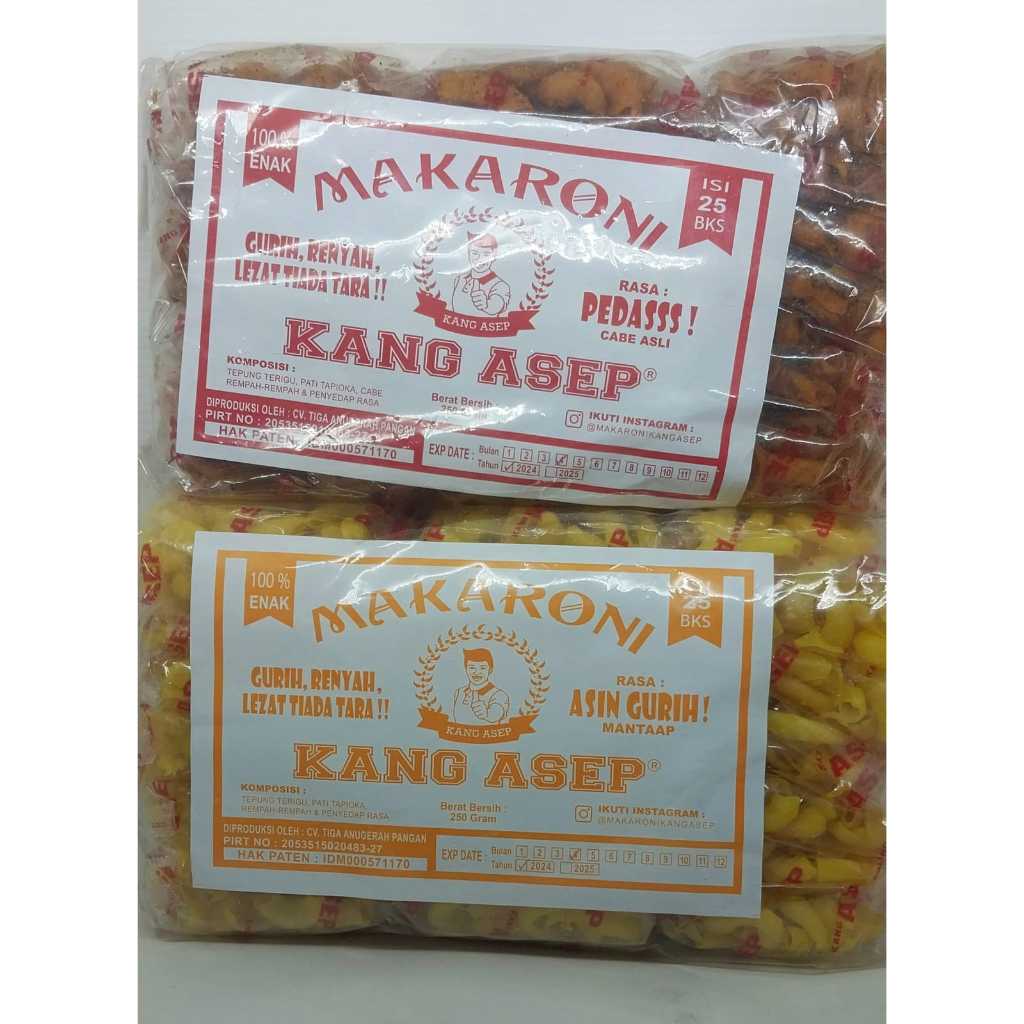 100 %
ENAK
MAKARONI
ISI
25
BKS
GURIH, RENYAH,
LEZAT TIADA TARA !!
KANG ASEP
RASA :
PEDASSS !
CABE ASLI
KANG ASEP®
KOMPOSISI :
TEPUNG TERIGU, PATI TAPIOKA, CABE
REMPAH-REMPAH & PENYEDAP RASA
Berat Bersih :
250 Gram
IKUTI INSTAGRAM :
@MAKARONIKANGASEP
DIPRODUKSI OLEH : CV. TIGA ANUGERAH PANGAN
PIRT NO :
HAK PATEN : IDM000571170
EXP DATE : Bulan 1 2 3 4 5 6 7 8 9 10 11 12
Tahun 2024 2025
100 %
ENAK
MAKARONI
25
BKS
GURIH, RENYAH,
LEZAT TIADA TARA !!
KANG ASEP
RASA :
ASIN GURIH !
MANTAAP
KANG ASEP®
KOMPOSISI :
TEPUNG TERIGU, PATI TAPIOKA,
REMPAH-REMPAH & PENYEDAP RASA
Berat Bersih :
250 Gram
IKUTI INSTAGRAM :
@MAKARONIKANGASEP
DIPRODUKSI OLEH : CV. TIGA ANUGERAH PANGAN
PIRT NO : 2053515020483-27
HAK PATEN : IDM000571170
EXP DATE : Bulan 1 2 3 4 5 6 7 8 9 10 11 12
Tahun 2024 2025
KANG ASEP